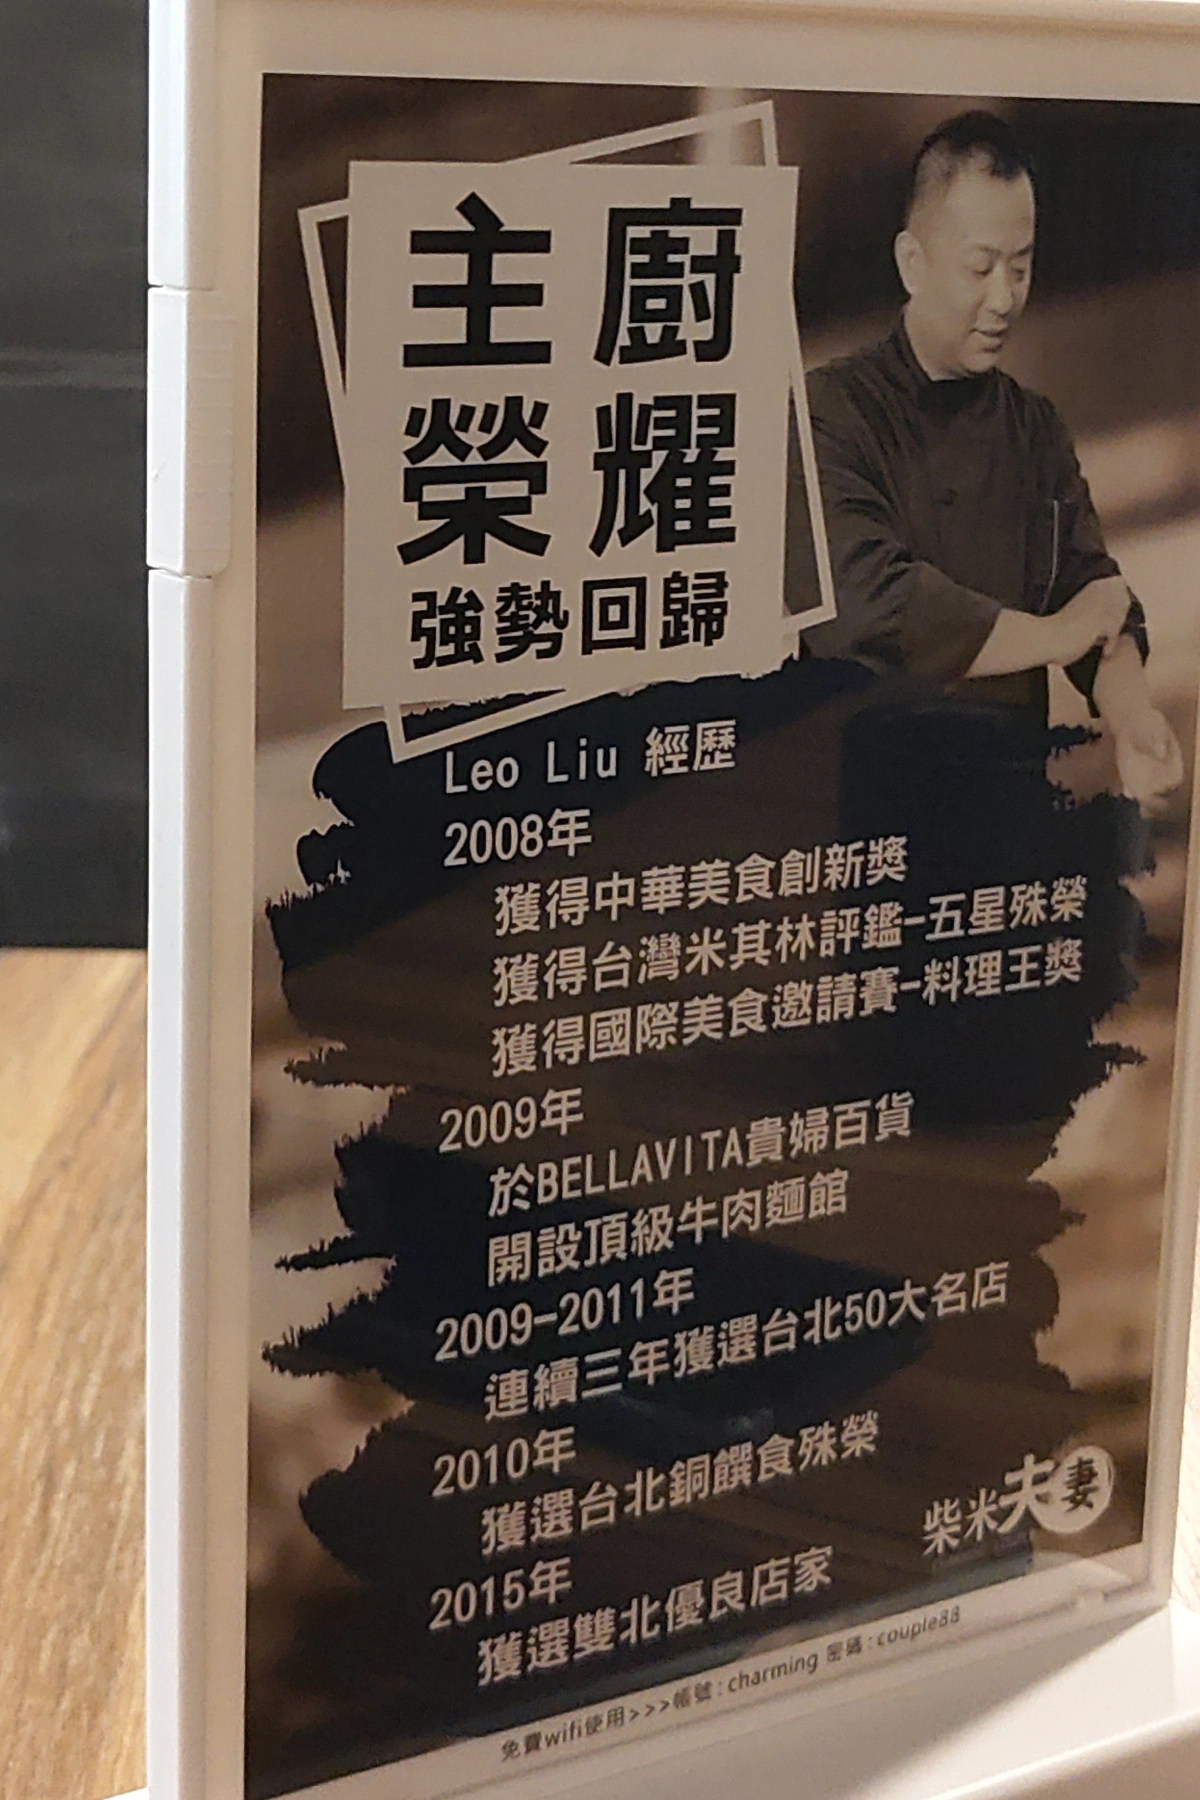 主廚
榮耀
強勢回歸
Leo Liu 經歷
2008年
獲得中華美食創新獎
獲得台灣米其林評鑑-五星殊榮
獲得國際美食邀請賽-料理王獎
2009年
於BELLAVITA貴婦百貨
開設頂級牛肉麵館
2009-2011年
連續三年獲選台北50大名店
2010年
獲選台北銅饌食殊榮
2015年
獲選雙北優良店家
柴米夫妻
免費wifi使用>>>帳號:charming 密碼:couple88